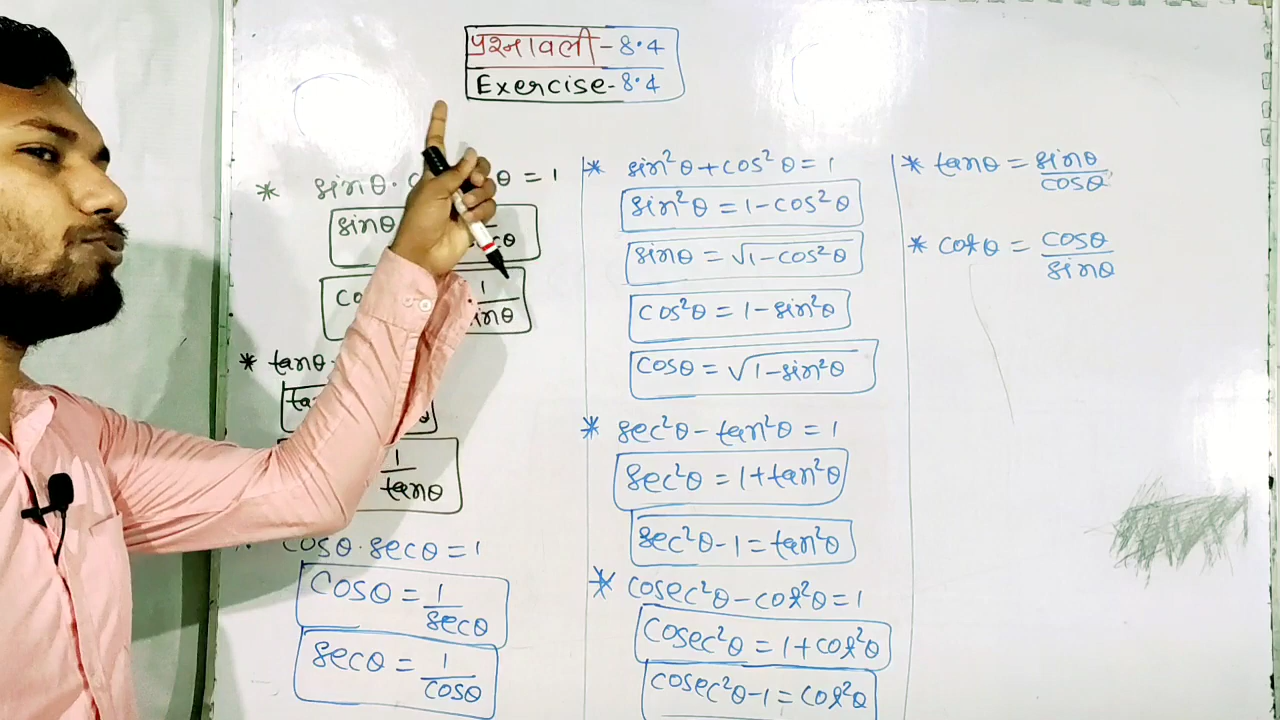 प्रश्नावली-8.4
Exercise-8.4
* sinθ. θ = 1
sinθ
1
* tanθ.
1/tanθ
cosθ.secθ = 1
cosθ = 1/secθ
secθ = 1/cosθ
* sin²θ + cos²θ = 1
sin²θ = 1-cos²θ
sinθ = √1-cos²θ
cos²θ = 1-sin²θ
cosθ = √1-sin²θ
* sec²θ - tan²θ = 1
sec²θ = 1+tan²θ
sec²θ-1 = tan²θ
* cosec²θ - cot²θ = 1
cosec²θ = 1+cot²θ
cosec²θ-1 = cot²θ
* tanθ = sinθ/cosθ
* cotθ = cosθ/sinθ